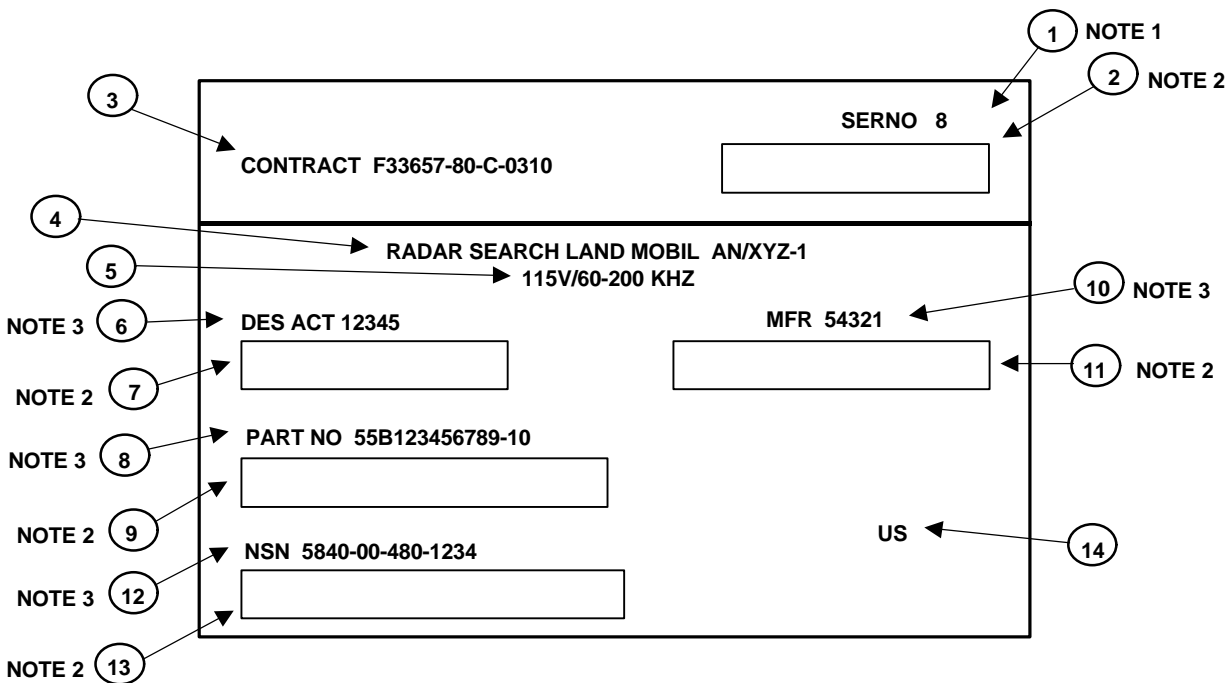 1 NOTE 1
2 NOTE 2
3
SERNO 8
CONTRACT F33657-80-C-0310
4
RADAR SEARCH LAND MOBIL AN/XYZ-1
5
115V/60-200 KHZ
10 NOTE 3
NOTE 3 6
DES ACT 12345
MFR 54321
11 NOTE 2
NOTE 2 7
PART NO 55B123456789-10
NOTE 3 8
NOTE 2 9
US
14
NSN 5840-00-480-1234
NOTE 3 12
NOTE 2 13